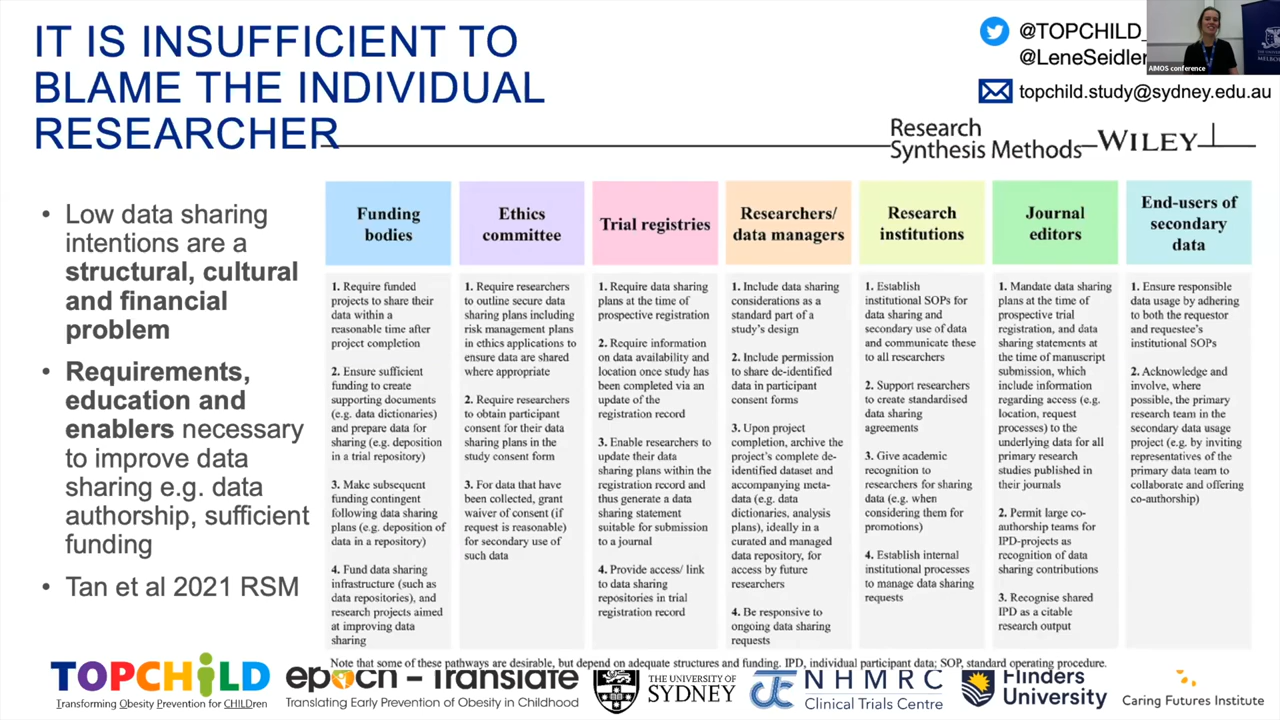 IT IS INSUFFICIENT TO
BLAME THE INDIVIDUAL
RESEARCHER
@TOPCHILD_
@LeneSeidler
topchild.study@sydney.edu.au
AIMOS conference
Research
Synthesis Methods
WILEY
• Low data sharing
intentions are a
structural, cultural
and financial
problem
• Requirements,
education and
enablers necessary
to improve data
sharing e.g. data
authorship, sufficient
funding
• Tan et al 2021 RSM
Funding
bodies
1. Require funded
projects to share their
data within a
reasonable time after
project completion
2. Ensure sufficient
funding to create
supporting documents
(e.g. data dictionaries)
and prepare data for
sharing (e.g. deposition
in a trial repository)
3. Make subsequent
funding contingent
following data sharing
plans (e.g. deposition of
data in a repository)
4. Fund data sharing
infrastructure (such as
data repositories), and
research projects aimed
at improving data
sharing
Ethics
committee
1. Require researchers
to outline secure data
sharing plans including
risk management plans
in ethics applications to
ensure data are shared
where appropriate
2. Require researchers
to obtain participant
consent for their data
sharing plans in the
study consent form
3. For data that have
been collected, grant
waiver of consent (if
request is reasonable)
for secondary use of
such data
Trial registries
1. Require data sharing
plans at the time of
prospective registration
2. Require information
on data availability and
location once study has
been completed via an
update of the
registration record
3. Enable researchers to
update their data
sharing plans within the
registration record and
thus generate a data
sharing statement
suitable for submission
to a journal
4. Provide access/ link
to data sharing
repositories in trial
registration record
Researchers/
data managers
1. Include data sharing
considerations as a
standard part of a
study's design
2. Include permission
to share de-identified
data in participant
consent forms
3. Upon project
completion, archive the
project's complete de-
identified dataset and
accompanying meta-
data (e.g. data
dictionaries, analysis
plans), ideally in a
curated and managed
data repository, for
access by future
researchers
4. Be responsive to
ongoing data sharing
requests
Research
institutions
1. Establish
institutional SOPs for
data sharing and
secondary use of data
and communicate these
to all researchers
2. Support researchers
to create standardised
data sharing
agreements
3. Give academic
recognition to
researchers for sharing
data (e.g. when
considering them for
promotions)
4. Establish internal
institutional processes
to manage data sharing
requests
Journal
editors
1. Mandate data sharing
plans at the time of
prospective trial
registration, and data
sharing statements at
the time of manuscript
submission, which
include information
regarding access (e.g.
location, request
processes) to the
underlying data for all
primary research
studies published in
their journals
2. Permit large co-
authorship teams for
IPD-projects as
recognition of data
sharing contributions
3. Recognise shared
IPD as a citable
research output
End-users of
secondary
data
1. Ensure responsible
data usage by adhering
to both the requestor
and requestee's
institutional SOPs
2. Acknowledge and
involve, where
possible, the primary
research team in the
secondary data usage
project (e.g. by inviting
representatives of the
primary data team to
collaborate and offering
co-authorship)
Note that some of these pathways are desirable, but depend on adequate structures and funding. IPD, individual participant data; SOP, standard operating procedure.
TOPCHiLD
Transforming Obesity Prevention for CHILDren
epoch - Translate
Translating Early Prevention of Obesity in Childhood
THE UNIVERSITY OF
SYDNEY
NHMRC
Clinical Trials Centre
Flinders
University
Caring Futures Institute